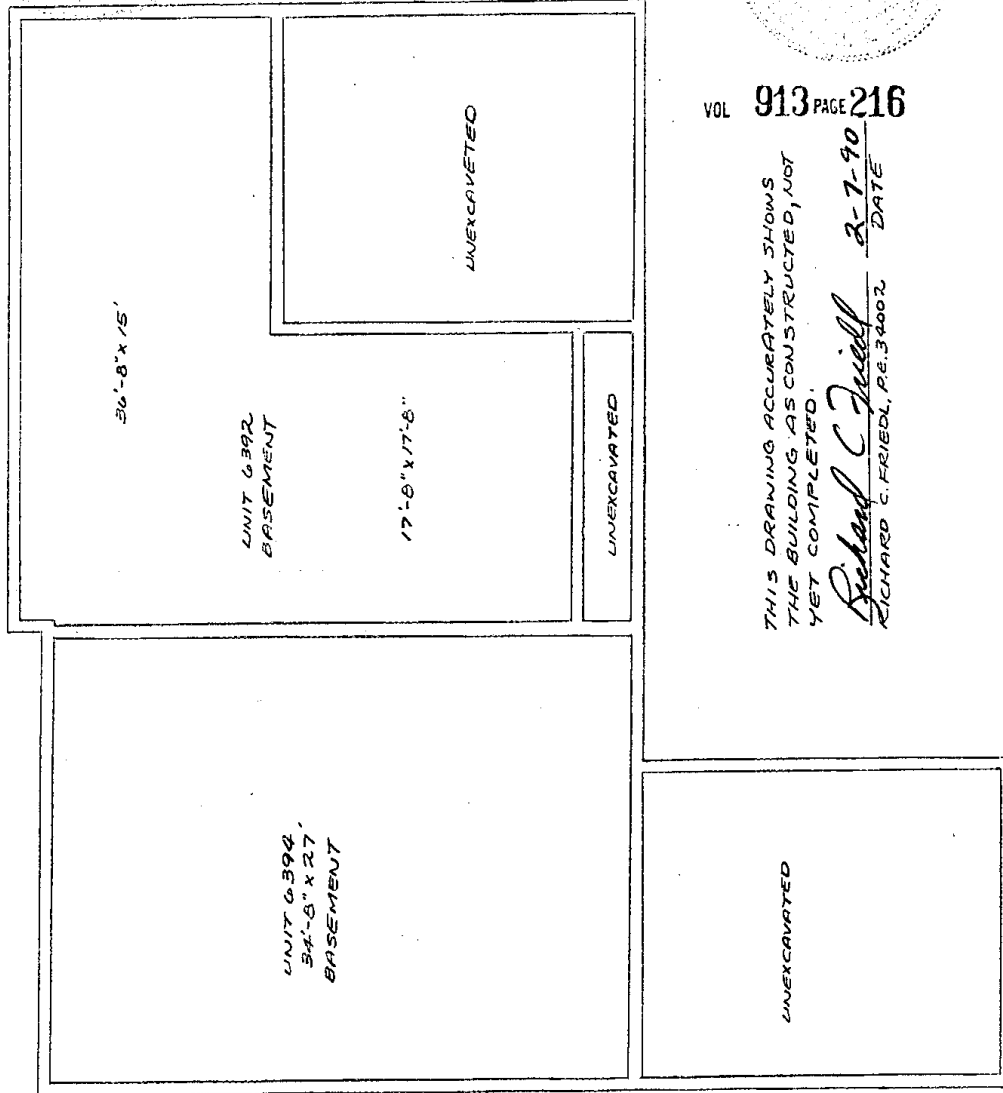 VOL 913 PAGE 216
36'-8" x 15'
UNIT 6392
BASEMENT
17'-8" x 17'-8"
UNEXCAVETED
UNEXCAVATED
UNIT 6394
34'-8" x 27'
BASEMENT
UNEXCAVATED
THIS DRAWING ACCURATELY SHOWS
THE BUILDING AS CONSTRUCTED, NOT
YET COMPLETED.
Richard C Friedl 2-7-90
RICHARD C. FRIEDL, P.E. 34002 DATE